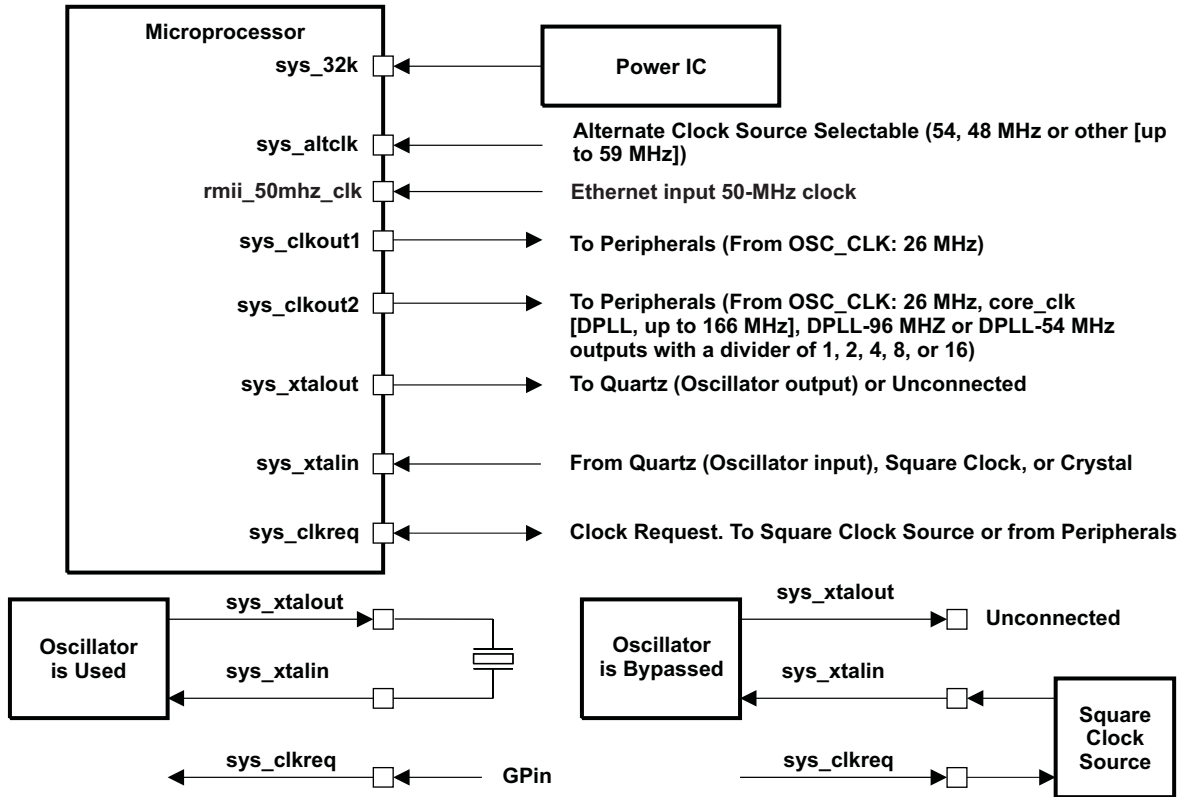 Microprocessor
sys_32k
Power IC
sys_altclk
Alternate Clock Source Selectable (54, 48 MHz or other [up
to 59 MHz])
rmii_50mhz_clk
Ethernet input 50-MHz clock
sys_clkout1
To Peripherals (From OSC_CLK: 26 MHz)
sys_clkout2
To Peripherals (From OSC_CLK: 26 MHz, core_clk
[DPLL, up to 166 MHz], DPLL-96 MHZ or DPLL-54 MHz
outputs with a divider of 1, 2, 4, 8, or 16)
sys_xtalout
To Quartz (Oscillator output) or Unconnected
sys_xtalin
From Quartz (Oscillator input), Square Clock, or Crystal
sys_clkreq
Clock Request. To Square Clock Source or from Peripherals
Oscillator
is Used
sys_xtalout
sys_xtalin
sys_clkreq
GPin
Oscillator
is Bypassed
sys_xtalout
Unconnected
sys_xtalin
sys_clkreq
Square
Clock
Source